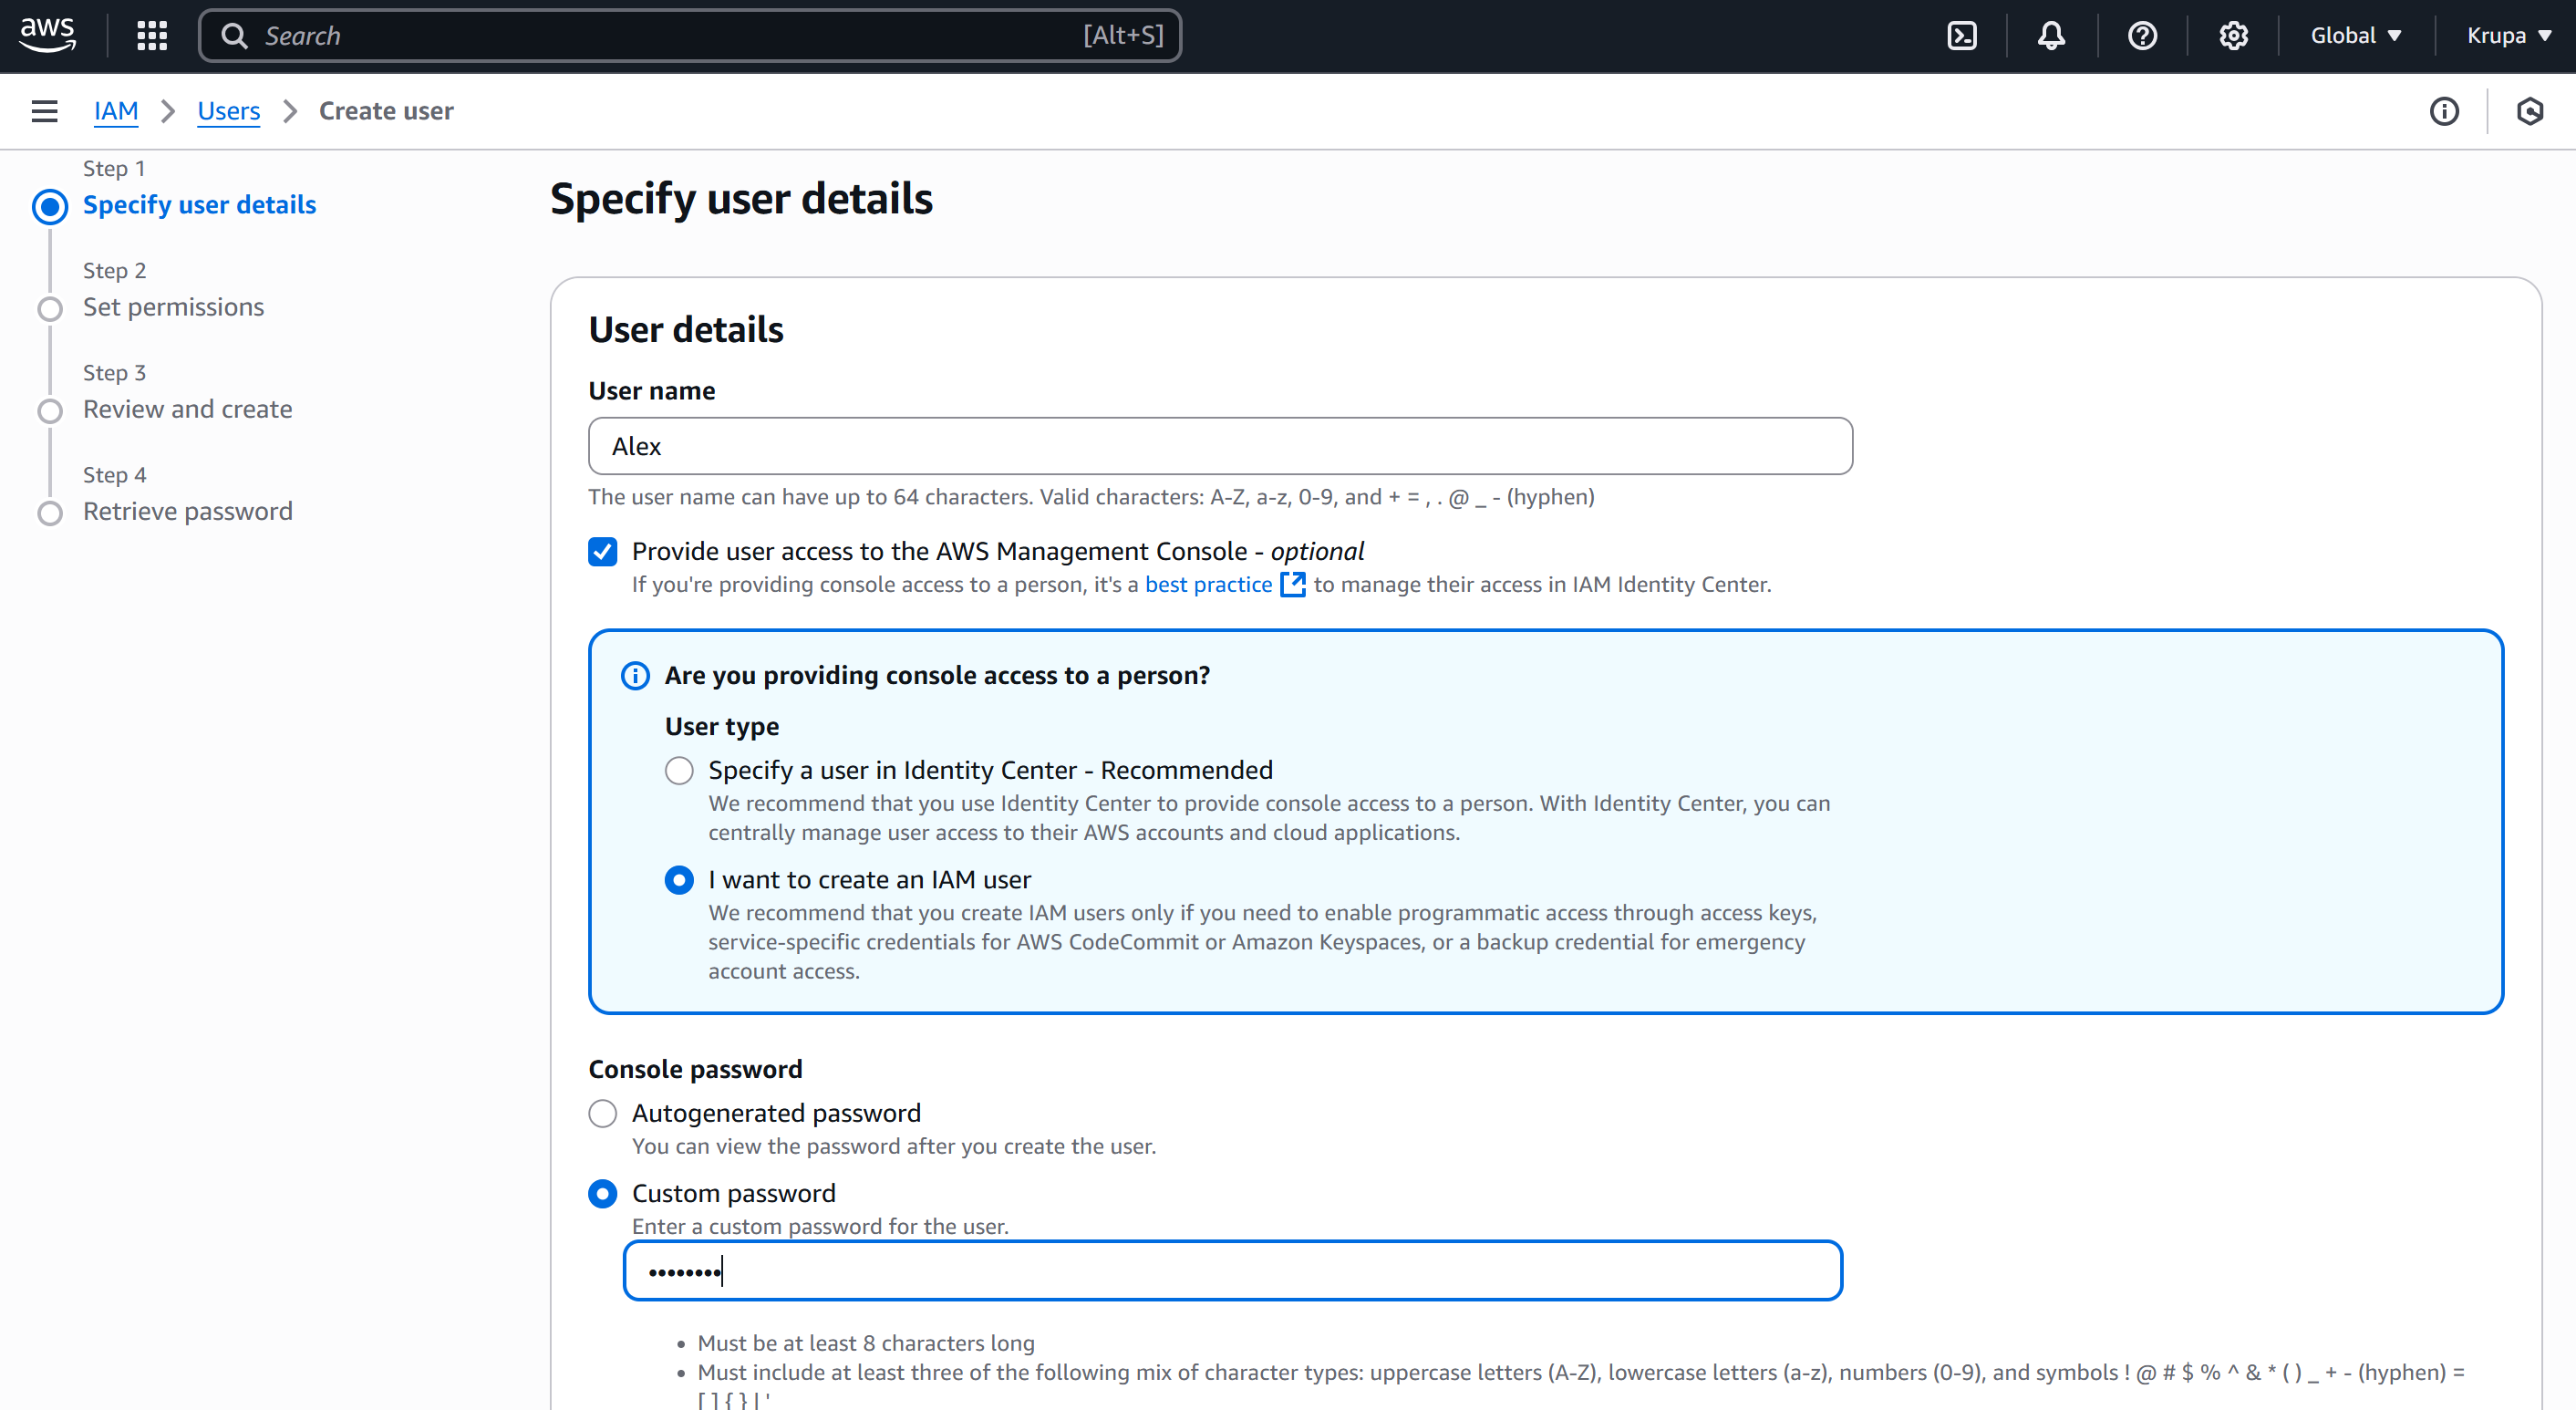 aws
Search [Alt+S]
Global
Krupa
IAM > Users > Create user
Step 1
Specify user details
Step 2
Set permissions
Step 3
Review and create
Step 4
Retrieve password
Specify user details
User details
User name
Alex
The user name can have up to 64 characters. Valid characters: A-Z, a-z, 0-9, and + = , . @ _ - (hyphen)
Provide user access to the AWS Management Console - optional
If you're providing console access to a person, it's a best practice to manage their access in IAM Identity Center.
Are you providing console access to a person?
User type
Specify a user in Identity Center - Recommended
We recommend that you use Identity Center to provide console access to a person. With Identity Center, you can
centrally manage user access to their AWS accounts and cloud applications.
I want to create an IAM user
We recommend that you create IAM users only if you need to enable programmatic access through access keys,
service-specific credentials for AWS CodeCommit or Amazon Keyspaces, or a backup credential for emergency
account access.
Console password
Autogenerated password
You can view the password after you create the user.
Custom password
Enter a custom password for the user.
••••••••
• Must be at least 8 characters long
• Must include at least three of the following mix of character types: uppercase letters (A-Z), lowercase letters (a-z), numbers (0-9), and symbols ! @ # $ % ^ & * ( ) _ + - (hyphen) =
[ ] { } | '